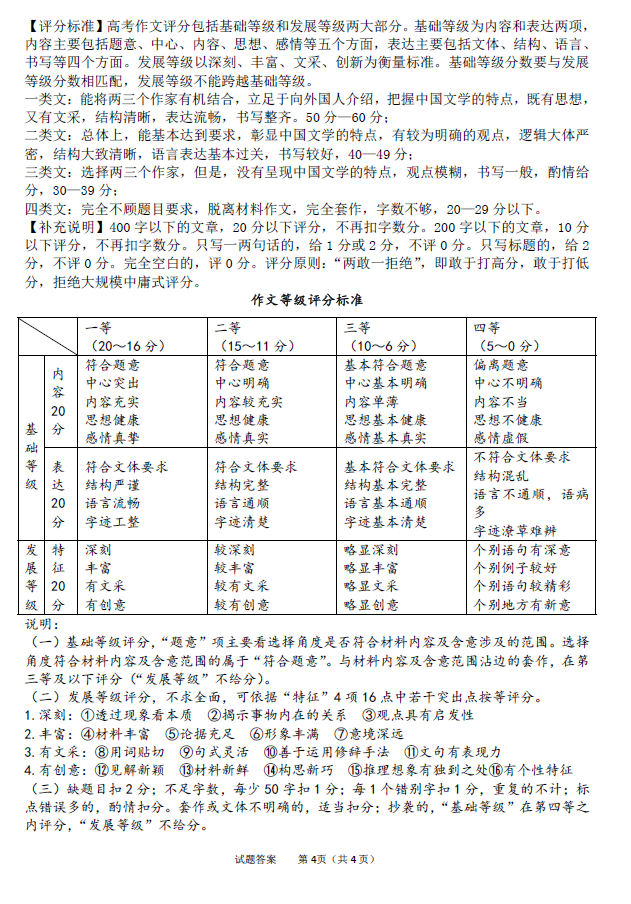 【评分标准】高考作文评分包括基础等级和发展等级两大部分。基础等级为内容和表达两项，
内容主要包括题意、中心、内容、思想、感情等五个方面，表达主要包括文体、结构、语言、
书写等四个方面。发展等级以深刻、丰富、文采、创新为衡量标准。基础等级分数要与发展
等级分数相匹配，发展等级不能跨越基础等级。
一类文：能将两三个作家有机结合，立足于向外国人介绍，把握中国文学的特点，既有思想，
又有文采，结构清晰，表达流畅，书写整齐。50 分—60 分；
二类文：总体上，能基本达到要求，彰显中国文学的特点，有较为明确的观点，逻辑大体严
密，结构大致清晰，语言表达基本过关，书写较好，40—49 分；
三类文：选择两三个作家，但是，没有呈现中国文学的特点，观点模糊，书写一般，酌情给
分，30—39 分；
四类文：完全不顾题目要求，脱离材料作文，完全套作，字数不够，20—29 分以下。
【补充说明】400 字以下的文章，20 分以下评分，不再扣字数分。200 字以下的文章，10 分
以下评分，不再扣字数分。只写一两句话的，给 1 分或 2 分，不评 0 分。只写标题的，给 2
分，不评 0 分。完全空白的，评 0 分。评分原则：“两敢一拒绝”，即敢于打高分，敢于打低
分，拒绝大规模中庸式评分。
作文等级评分标准
一等
（20～16 分）
二等
（15～11 分）
三等
（10～6 分）
四等
（5～0 分）
基础等级
内容20分
符合题意
中心突出
内容充实
思想健康
感情真挚
符合题意
中心明确
内容较充实
思想健康
感情真实
基本符合题意
中心基本明确
内容单薄
思想基本健康
感情基本真实
偏离题意
中心不明确
内容不当
思想不健康
感情虚假
表达20分
符合文体要求
结构严谨
语言流畅
字迹工整
符合文体要求
结构完整
语言通顺
字迹清楚
基本符合文体要求
结构基本完整
语言基本通顺
字迹基本清楚
不符合文体要求
结构混乱
语言不通顺，语病
多
字迹潦草难辨
发展等级
特征20分
深刻
丰富
有文采
有创意
较深刻
较丰富
较有文采
较有创意
略显深刻
略显丰富
略显文采
略显创意
个别语句有深意
个别例子较好
个别语句较精彩
个别地方有新意
说明：
（一）基础等级评分，“题意”项主要看选择角度是否符合材料内容及含意涉及的范围。选择
角度符合材料内容及含意范围的属于“符合题意”。与材料内容及含意范围沾边的套作，在第
三等及以下评分（“发展等级”不给分）。
（二）发展等级评分，不求全面，可依据“特征”4 项 16 点中若干突出点按等评分。
1.深刻：①透过现象看本质　②揭示事物内在的关系　③观点具有启发性
2.丰富：④材料丰富　⑤论据充足　⑥形象丰满　⑦意境深远
3.有文采：⑧用词贴切　⑨句式灵活　⑩善于运用修辞手法　⑪文句有表现力
4.有创意：⑫见解新颖　⑬材料新鲜　⑭构思新巧　⑮推理想象有独到之处⑯有个性特征
（三）缺题目扣 2 分；不足字数，每少 50 字扣 1 分；每 1 个错别字扣 1 分，重复的不计；标
点错误多的，酌情扣分。套作或文体不明确的，适当扣分；抄袭的，“基础等级”在第四等之
内评分，“发展等级”不给分。
试题答案　第 4页（共 4 页）